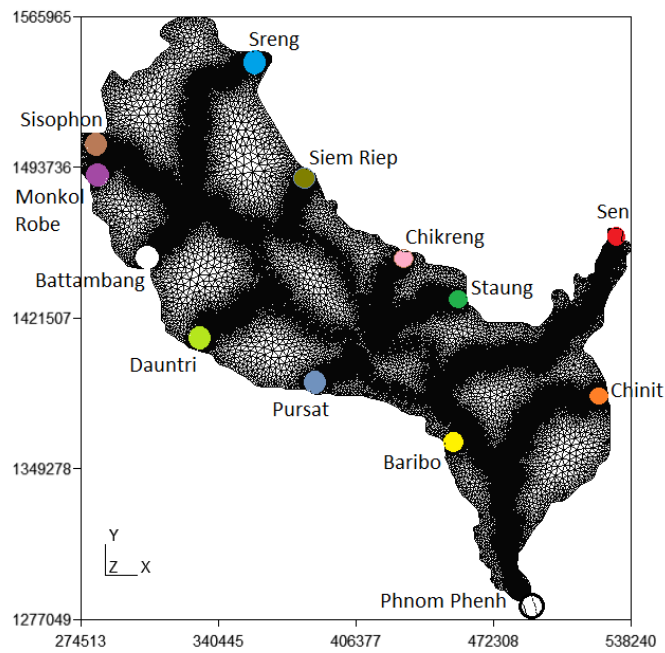 1565965
Sreng
Sisophon
1493736
Siem Riep
Monkol
Robe
Sen
Chikreng
Battambang
Staung
1421507
Dauntri
Chinit
Pursat
Baribo
1349278
Y
Z X
Phnom Phenh
1277049
274513 340445 406377 472308 538240